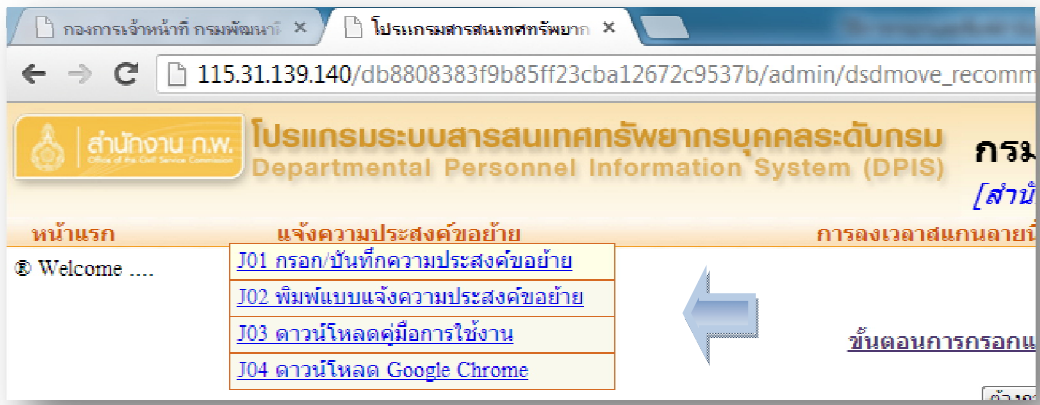 กองการเจ้าหน้าที่ กรมพัฒนาฝี
โปรแกรมสารสนเทศทรัพยาก
115.31.139.140/db8808383f9b85ff23cba12672c9537b/admin/dsdmove_recomm
สำนักงาน ก.พ.
Office of the Civil Service Commission
โปรแกรมระบบสารสนเทศทรัพยากรบุคคลระดับกรม
Departmental Personnel Information System (DPIS)
กรม
[สำนั
หน้าแรก แจ้งความประสงค์ขอย้าย การลงเวลาสแกนลายนิ้
® Welcome ....
J01 กรอก/บันทึกความประสงค์ขอย้าย
J02 พิมพ์แบบแจ้งความประสงค์ขอย้าย
J03 ดาวน์โหลดคู่มือการใช้งาน
J04 ดาวน์โหลด Google Chrome
ขั้นตอนการกรอกแ